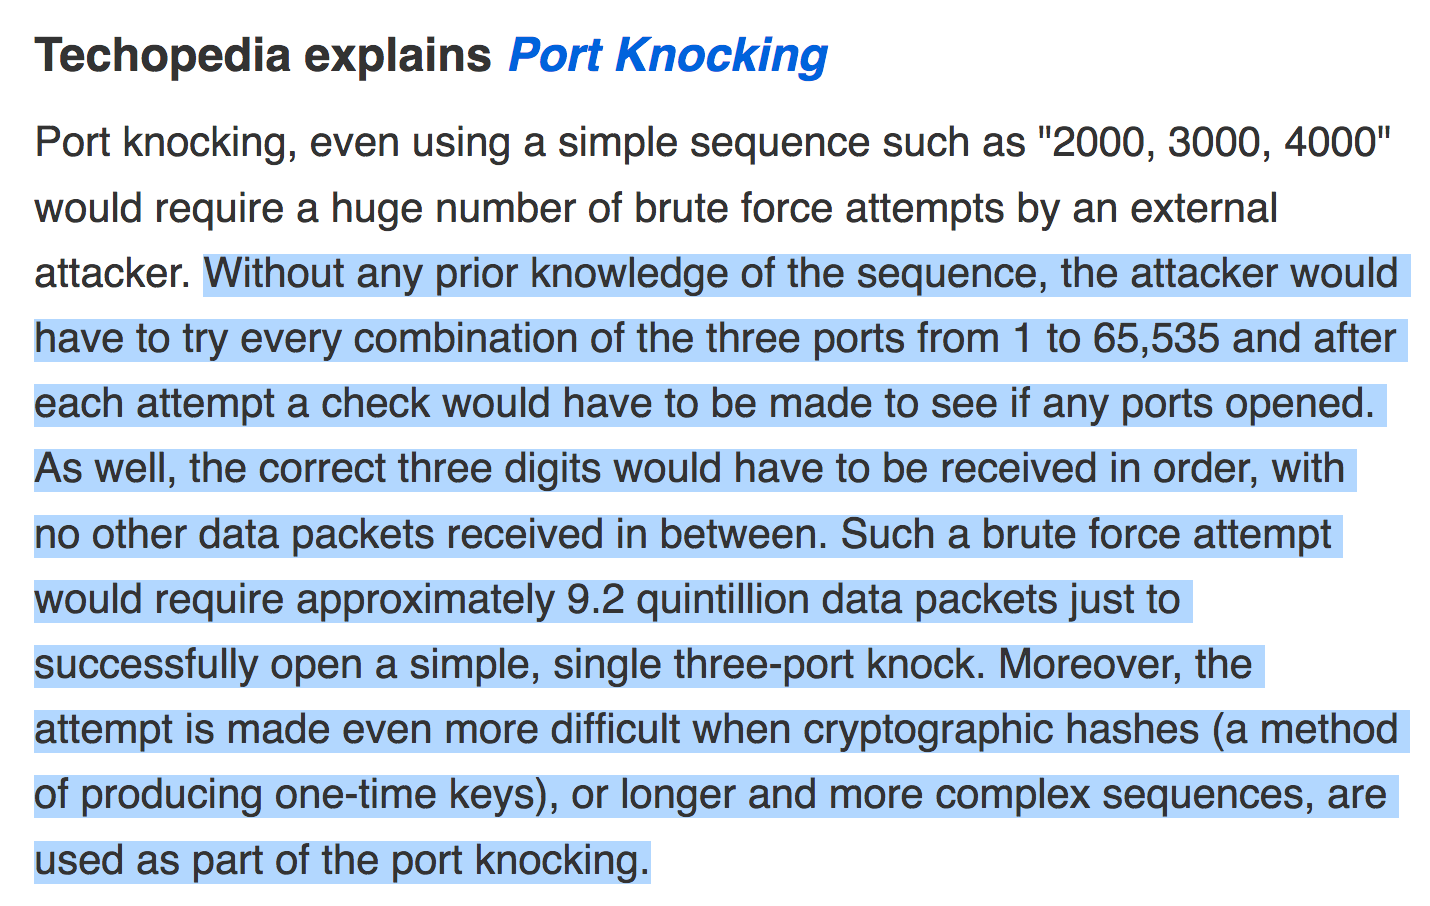 Techopedia explains Port Knocking
Port knocking, even using a simple sequence such as "2000, 3000, 4000"
would require a huge number of brute force attempts by an external
attacker. Without any prior knowledge of the sequence, the attacker would
have to try every combination of the three ports from 1 to 65,535 and after
each attempt a check would have to be made to see if any ports opened.
As well, the correct three digits would have to be received in order, with
no other data packets received in between. Such a brute force attempt
would require approximately 9.2 quintillion data packets just to
successfully open a simple, single three-port knock. Moreover, the
attempt is made even more difficult when cryptographic hashes (a method
of producing one-time keys), or longer and more complex sequences, are
used as part of the port knocking.